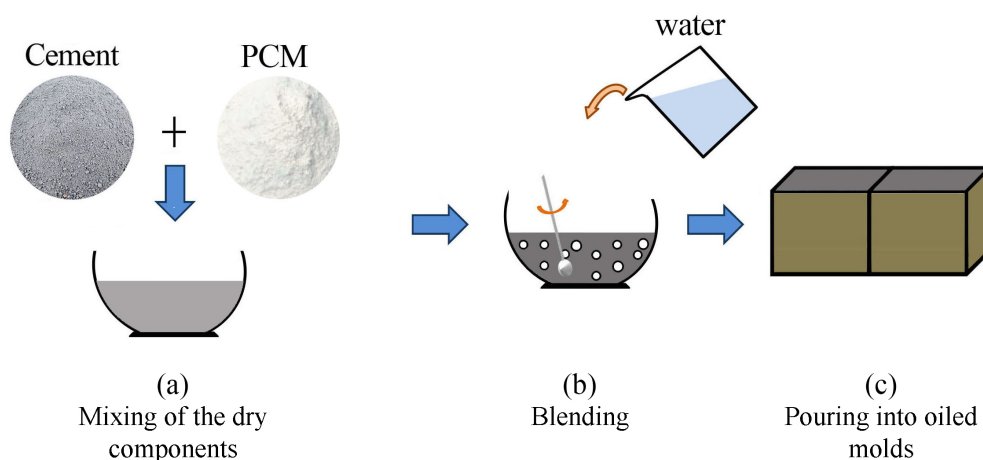 water
Cement
PCM
+
(a)
Mixing of the dry
components
(b)
Blending
(c)
Pouring into oiled
molds